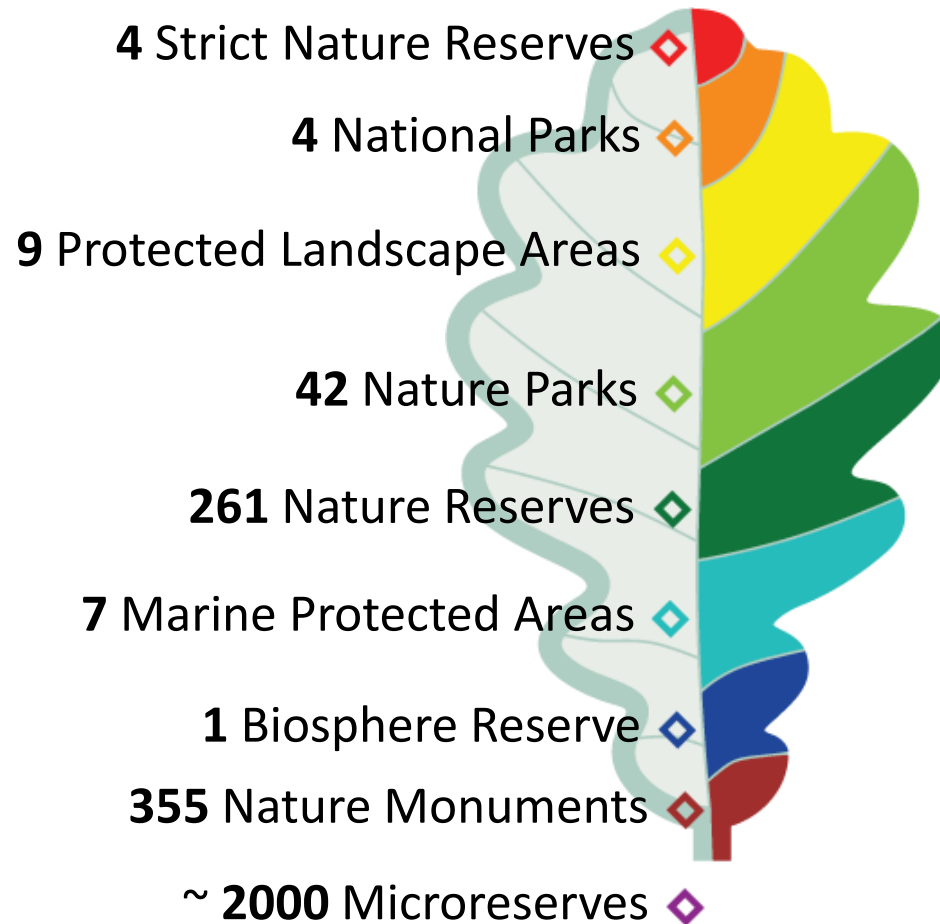 4 Strict Nature Reserves
4 National Parks
9 Protected Landscape Areas
42 Nature Parks
261 Nature Reserves
7 Marine Protected Areas
1 Biosphere Reserve
355 Nature Monuments
~ 2000 Microreserves